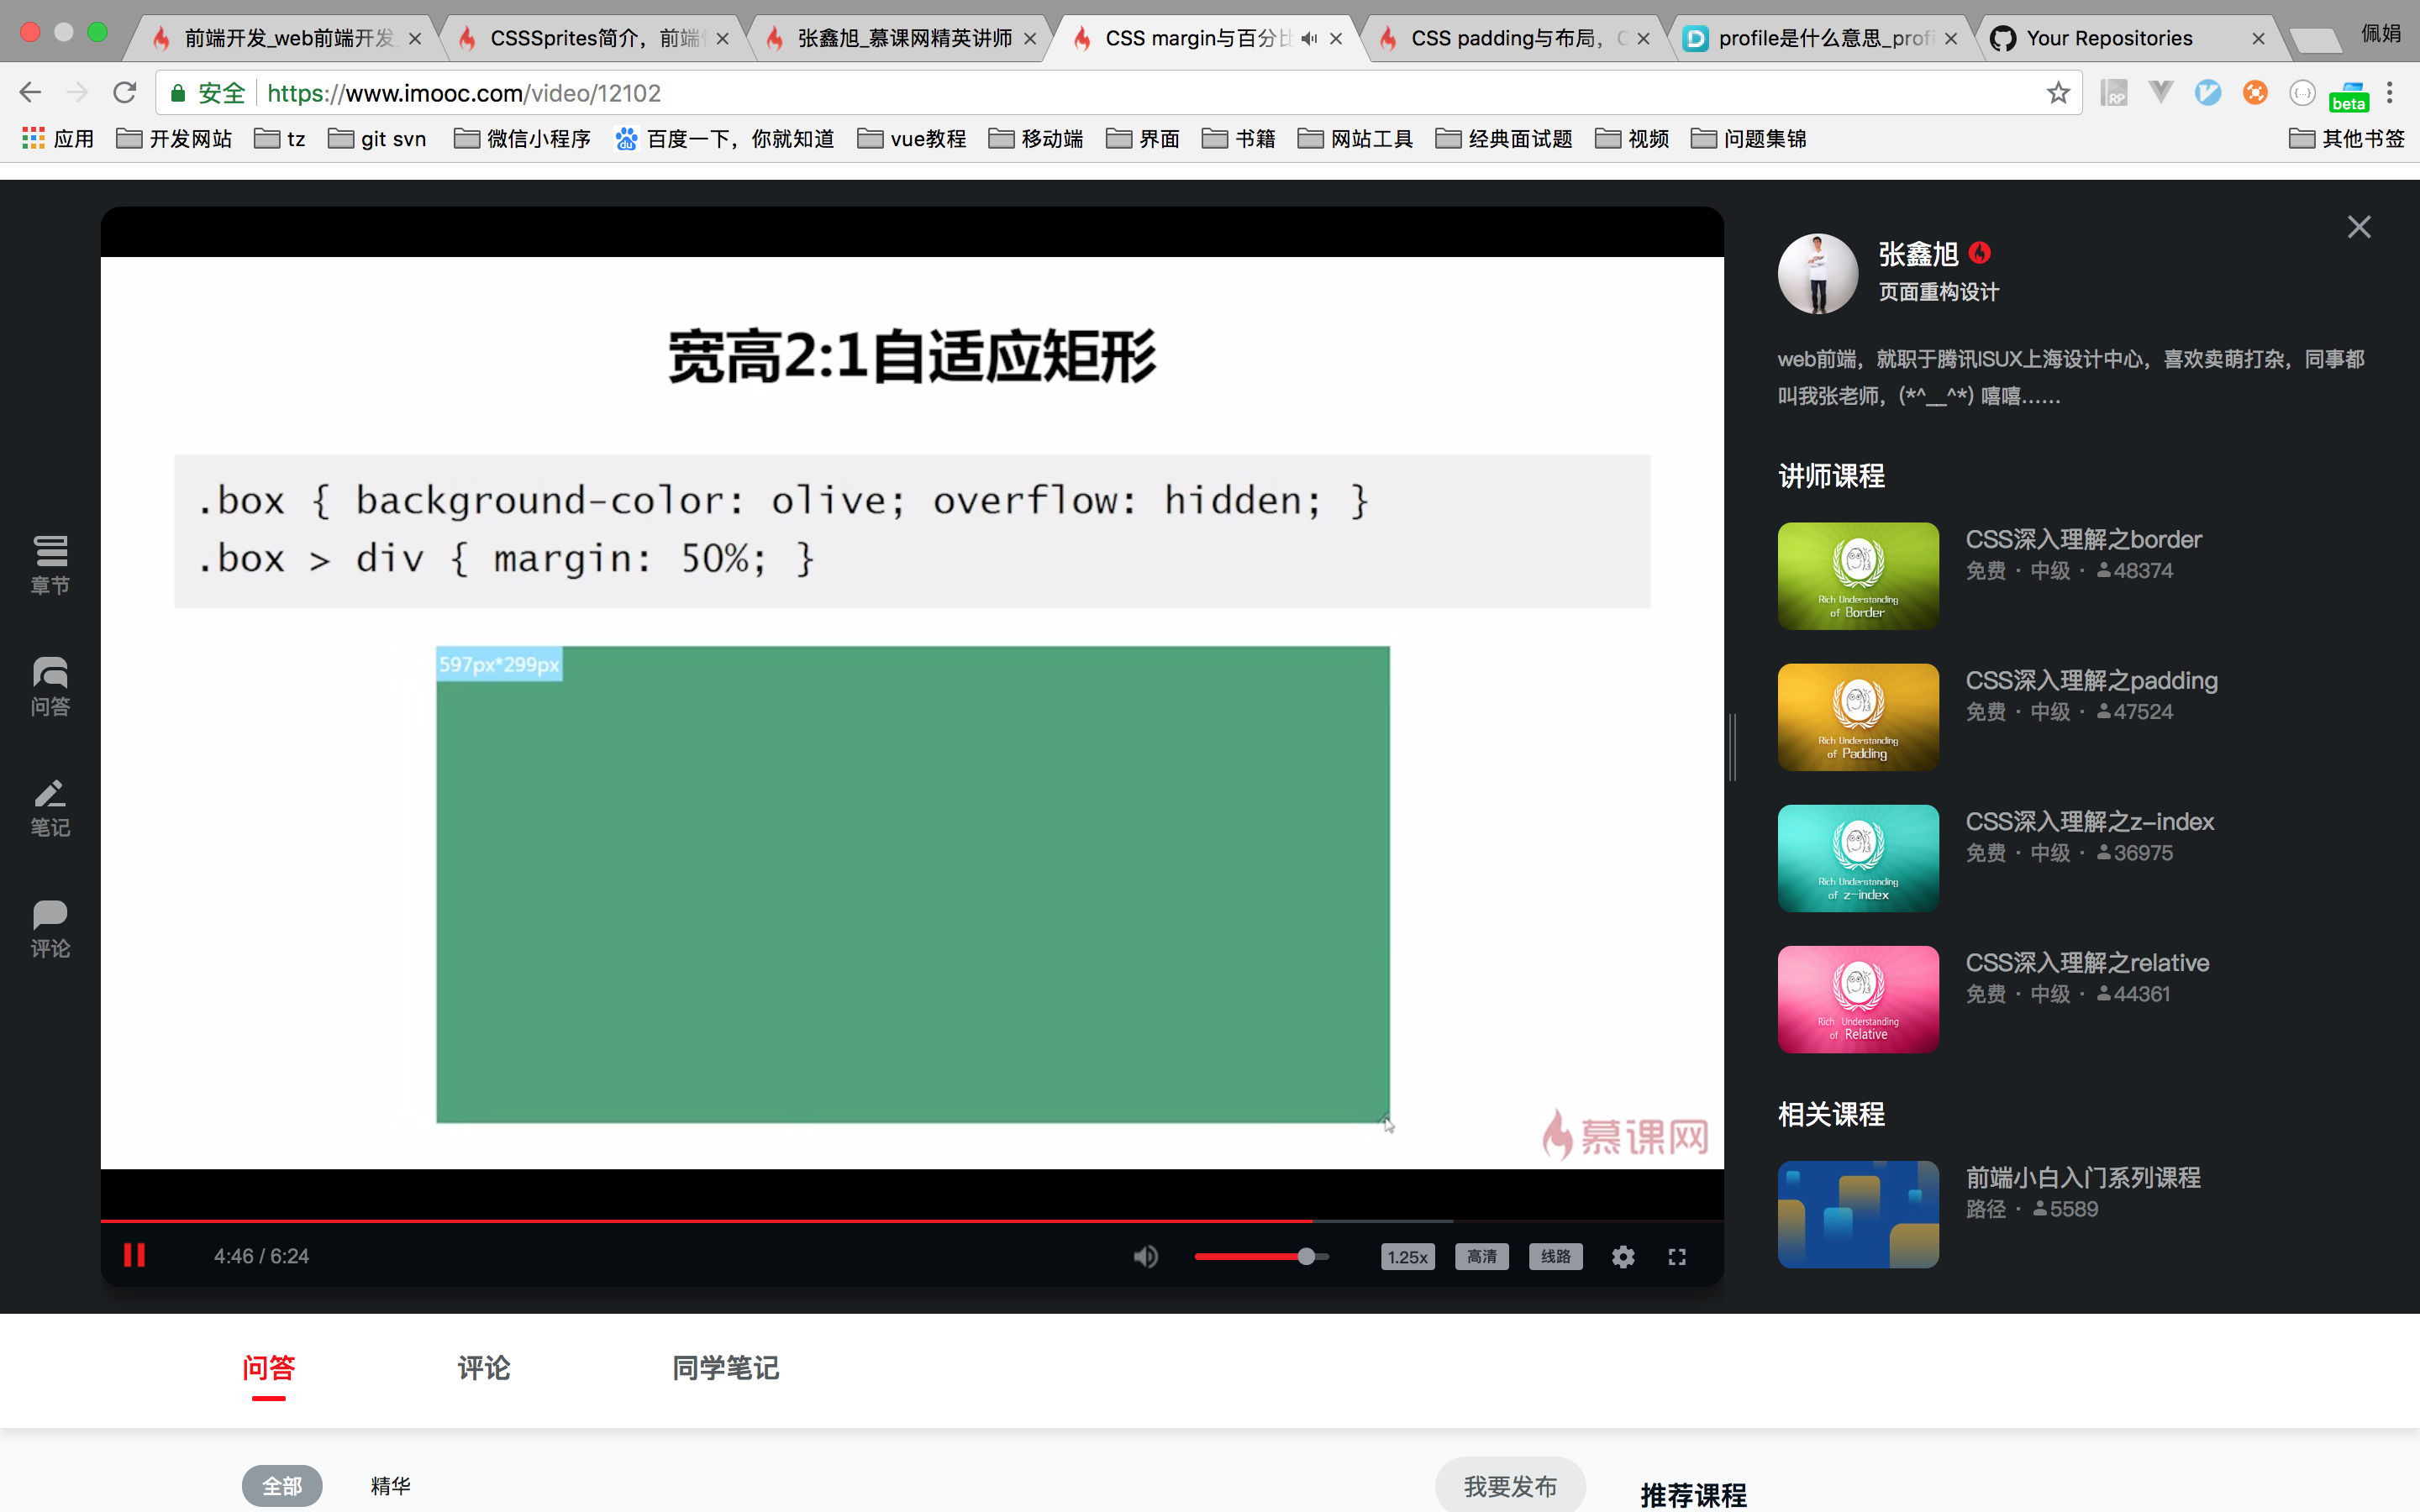 前端开发_web前端开发
CSSSprites简介，前端
张鑫旭_慕课网精英讲师
CSS margin与百分比
CSS padding与布局，
profile是什么意思_prof
Your Repositories
佩娟
安全
https://www.imooc.com/video/12102
beta
应用
开发网站
tz
git svn
微信小程序
百度一下，你就知道
vue教程
移动端
界面
书籍
网站工具
经典面试题
视频
问题集锦
其他书签
章节
问答
笔记
评论
宽高2:1自适应矩形
.box { background-color: olive; overflow: hidden; }
.box > div { margin: 50%; }
597px*299px
慕课网
4:46 / 6:24
1.25x
高清
线路
张鑫旭
页面重构设计
web前端，就职于腾讯ISUX上海设计中心，喜欢卖萌打杂，同事都
叫我张老师，(*^__^*) 嘻嘻……
讲师课程
Rich Understanding
of Border
CSS深入理解之border
免费 · 中级 · 48374
Rich Understanding
of Padding
CSS深入理解之padding
免费 · 中级 · 47524
Rich Understanding
of z-index
CSS深入理解之z-index
免费 · 中级 · 36975
Rich Understanding
of Relative
CSS深入理解之relative
免费 · 中级 · 44361
相关课程
前端小白入门系列课程
路径 · 5589
问答
评论
同学笔记
全部
精华
我要发布
推荐课程